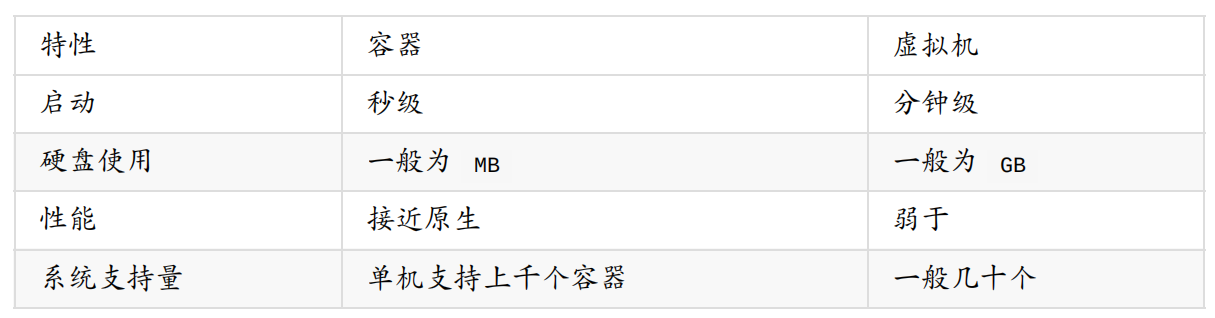 特性 容器 虚拟机
启动 秒级 分钟级
硬盘使用 一般为 MB 一般为 GB
性能 接近原生 弱于
系统支持量 单机支持上千个容器 一般几十个